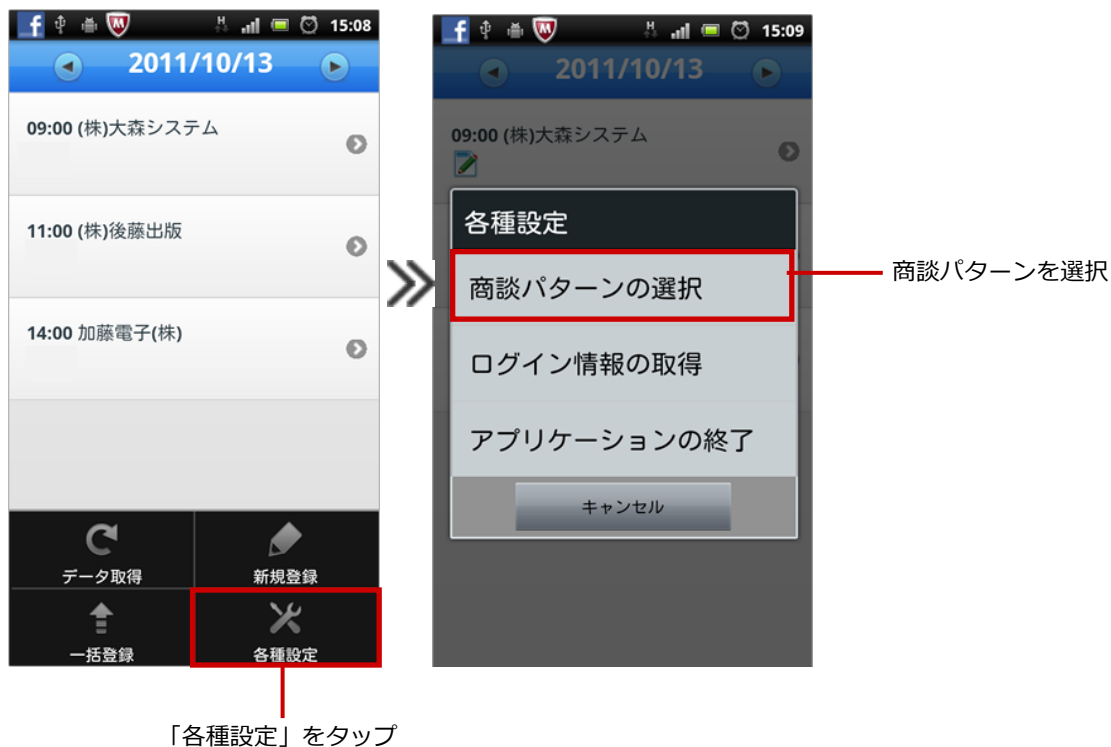 15:08
2011/10/13
09:00 (株)大森システム
11:00 (株)後藤出版
14:00 加藤電子(株)
データ取得
新規登録
一括登録
各種設定
「各種設定」をタップ
15:09
2011/10/13
09:00 (株)大森システム
各種設定
商談パターンの選択
ログイン情報の取得
アプリケーションの終了
キャンセル
商談パターンを選択